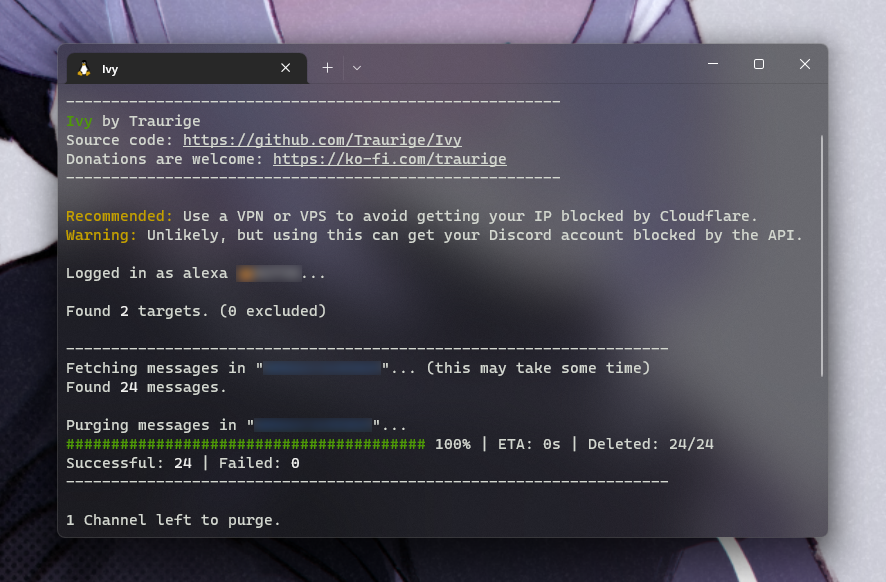 Ivy
-------------------------------------------------------
Ivy by Traurige
Source code: https://github.com/Traurige/Ivy
Donations are welcome: https://ko-fi.com/traurige
-------------------------------------------------------
Recommended: Use a VPN or VPS to avoid getting your IP blocked by Cloudflare.
Warning: Unlikely, but using this can get your Discord account blocked by the API.
Logged in as alexa ...
Found 2 targets. (0 excluded)
-------------------------------------------------------------------
Fetching messages in ""... (this may take some time)
Found 24 messages.
Purging messages in ""...
######################################## 100% | ETA: 0s | Deleted: 24/24
Successful: 24 | Failed: 0
-------------------------------------------------------------------
1 Channel left to purge.